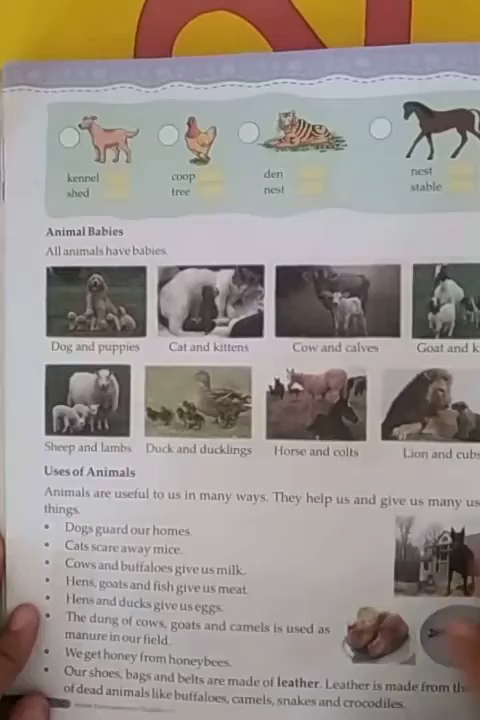 kennel coop den nest
shed tree nest stable
Animal Babies
All animals have babies.
Dog and puppies Cat and kittens Cow and calves Goat and k
Sheep and lambs Duck and ducklings Horse and colts Lion and cubs
Uses of Animals
Animals are useful to us in many ways. They help us and give us many us
things.
• Dogs guard our homes.
• Cats scare away mice.
• Cows and buffaloes give us milk.
• Hens, goats and fish give us meat.
• Hens and ducks give us eggs.
• The dung of cows, goats and camels is used as
manure in our field.
• We get honey from honeybees.
• Our shoes, bags and belts are made of leather. Leather is made from th
of dead animals like buffaloes, camels, snakes and crocodiles.